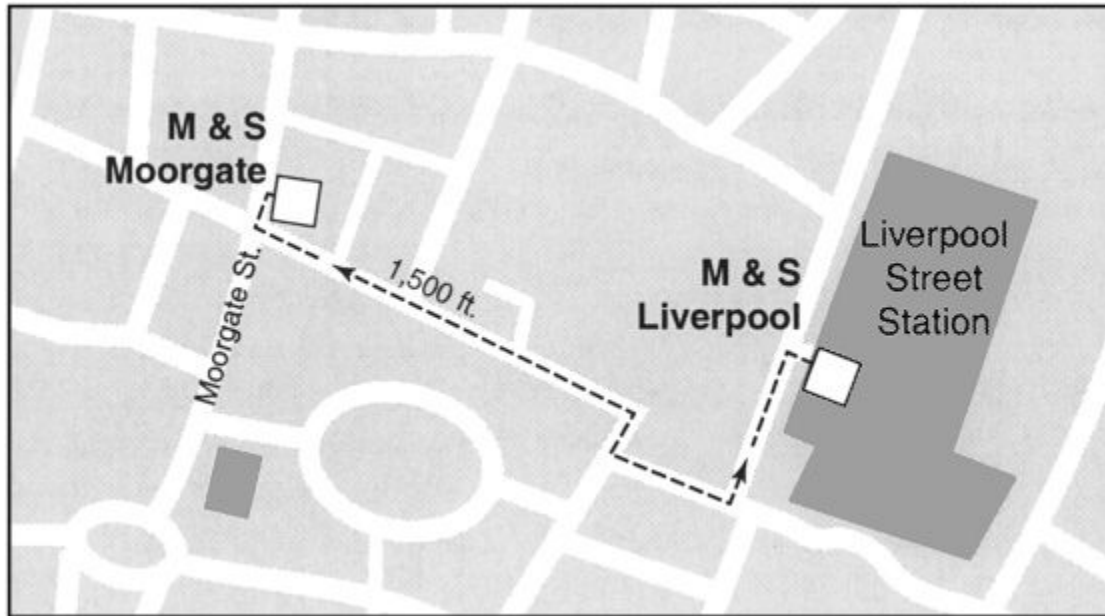 M & S
Moorgate
Moorgate St.
1,500 ft.
M & S
Liverpool
Liverpool
Street
Station